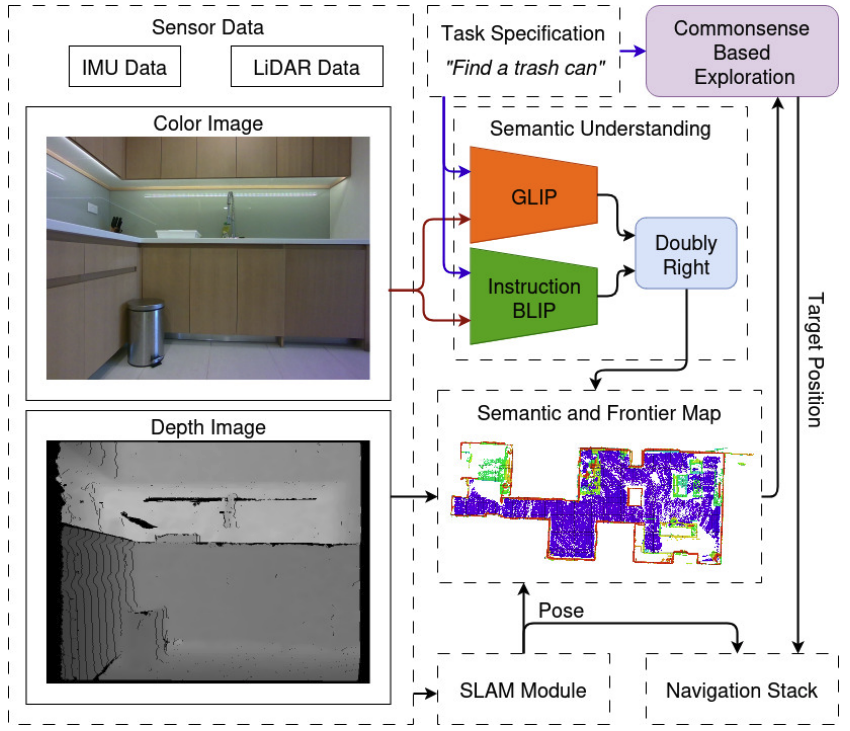 Sensor Data
IMU Data
LiDAR Data
Color Image
Depth Image
Task Specification
"Find a trash can"
Commonsense
Based
Exploration
Semantic Understanding
GLIP
Instruction
BLIP
Doubly
Right
Target Position
Semantic and Frontier Map
Pose
SLAM Module
Navigation Stack